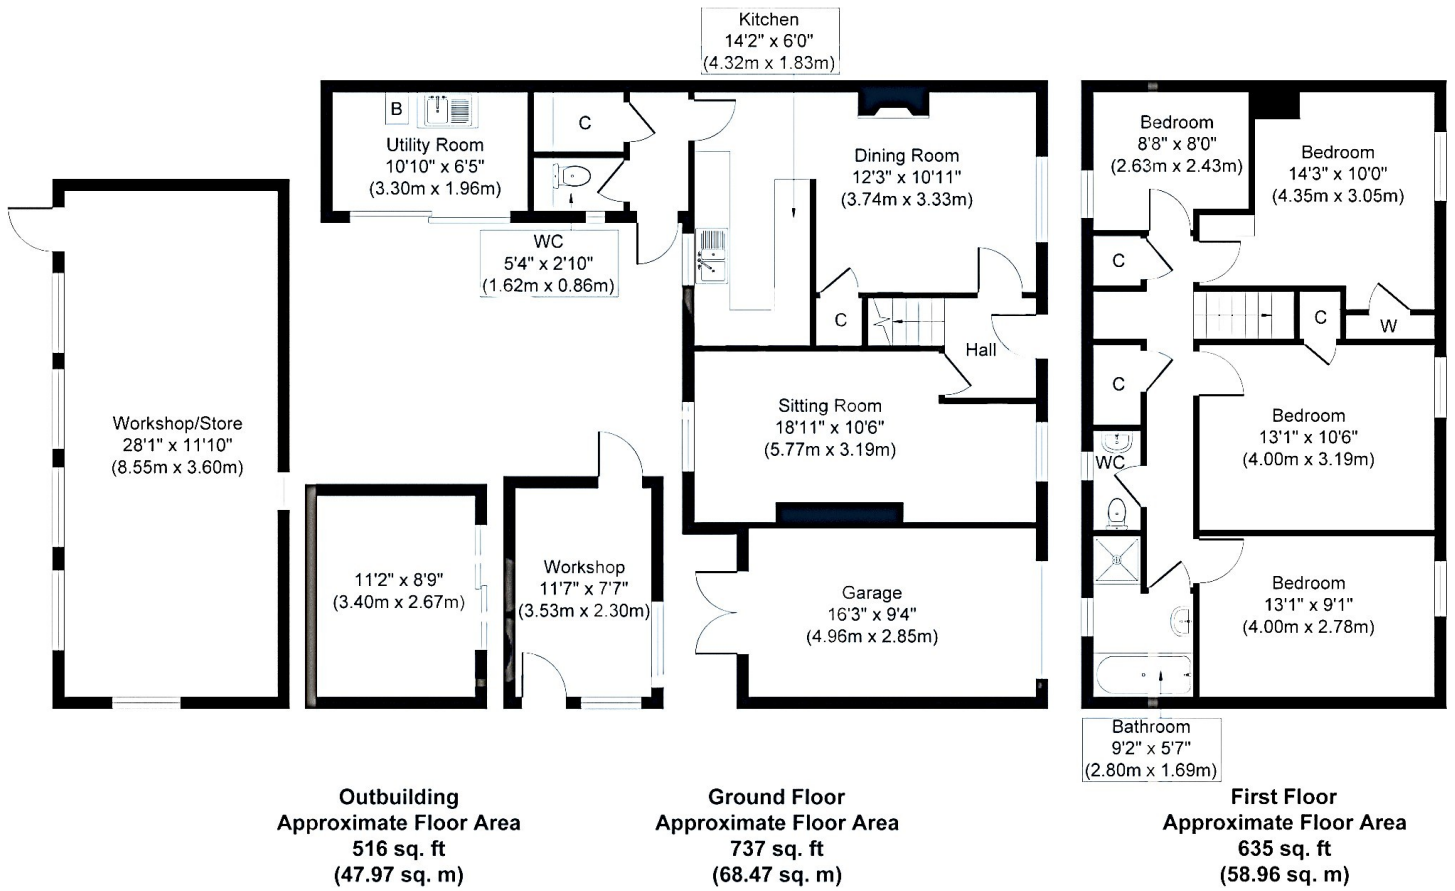 Kitchen
14'2" x 6'0"
(4.32m x 1.83m)
B
Utility Room
10'10" x 6'5"
(3.30m x 1.96m)
C
WC
5'4" x 2'10"
(1.62m x 0.86m)
Dining Room
12'3" x 10'11"
(3.74m x 3.33m)
C
Hall
Sitting Room
18'11" x 10'6"
(5.77m x 3.19m)
Garage
16'3" x 9'4"
(4.96m x 2.85m)
Workshop/Store
28'1" x 11'10"
(8.55m x 3.60m)
11'2" x 8'9"
(3.40m x 2.67m)
Workshop
11'7" x 7'7"
(3.53m x 2.30m)
Bedroom
8'8" x 8'0"
(2.63m x 2.43m)
Bedroom
14'3" x 10'0"
(4.35m x 3.05m)
C
C
W
C
Bedroom
13'1" x 10'6"
(4.00m x 3.19m)
WC
Bedroom
13'1" x 9'1"
(4.00m x 2.78m)
Bathroom
9'2" x 5'7"
(2.80m x 1.69m)
Outbuilding
Approximate Floor Area
516 sq. ft
(47.97 sq. m)
Ground Floor
Approximate Floor Area
737 sq. ft
(68.47 sq. m)
First Floor
Approximate Floor Area
635 sq. ft
(58.96 sq. m)